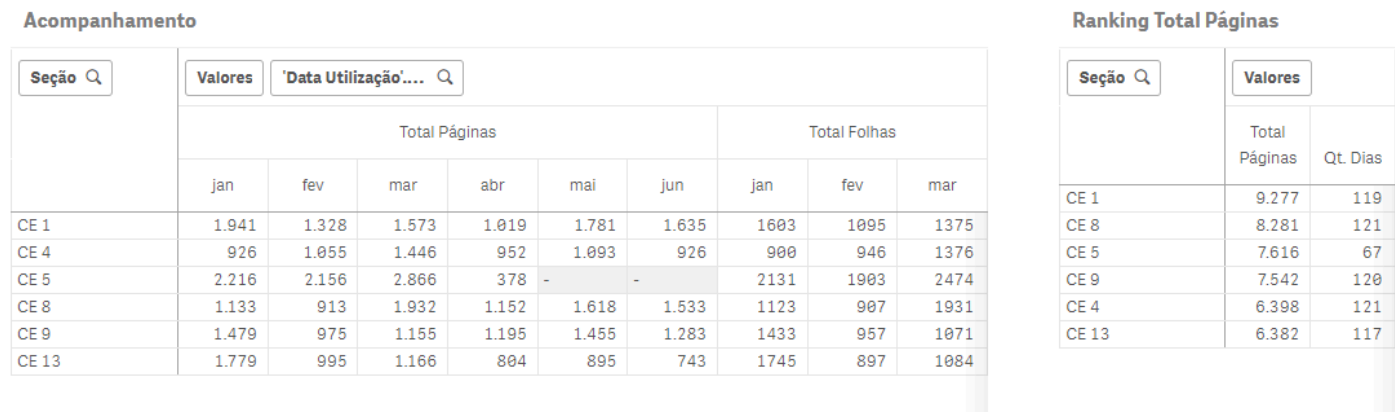 Acompanhamento
Seção Valores 'Data Utilização'....
Total Páginas Total Folhas
jan fev mar abr mai jun jan fev mar
CE 1 1.941 1.328 1.573 1.019 1.781 1.635 1603 1095 1375
CE 4 926 1.055 1.446 952 1.093 926 900 946 1376
CE 5 2.216 2.156 2.866 378 - - 2131 1903 2474
CE 8 1.133 913 1.932 1.152 1.618 1.533 1123 907 1931
CE 9 1.479 975 1.155 1.195 1.455 1.283 1433 957 1071
CE 13 1.779 995 1.166 804 895 743 1745 897 1084
Ranking Total Páginas
Seção Valores
Total
Páginas Qt. Dias
CE 1 9.277 119
CE 8 8.281 121
CE 5 7.616 67
CE 9 7.542 120
CE 4 6.398 121
CE 13 6.382 117